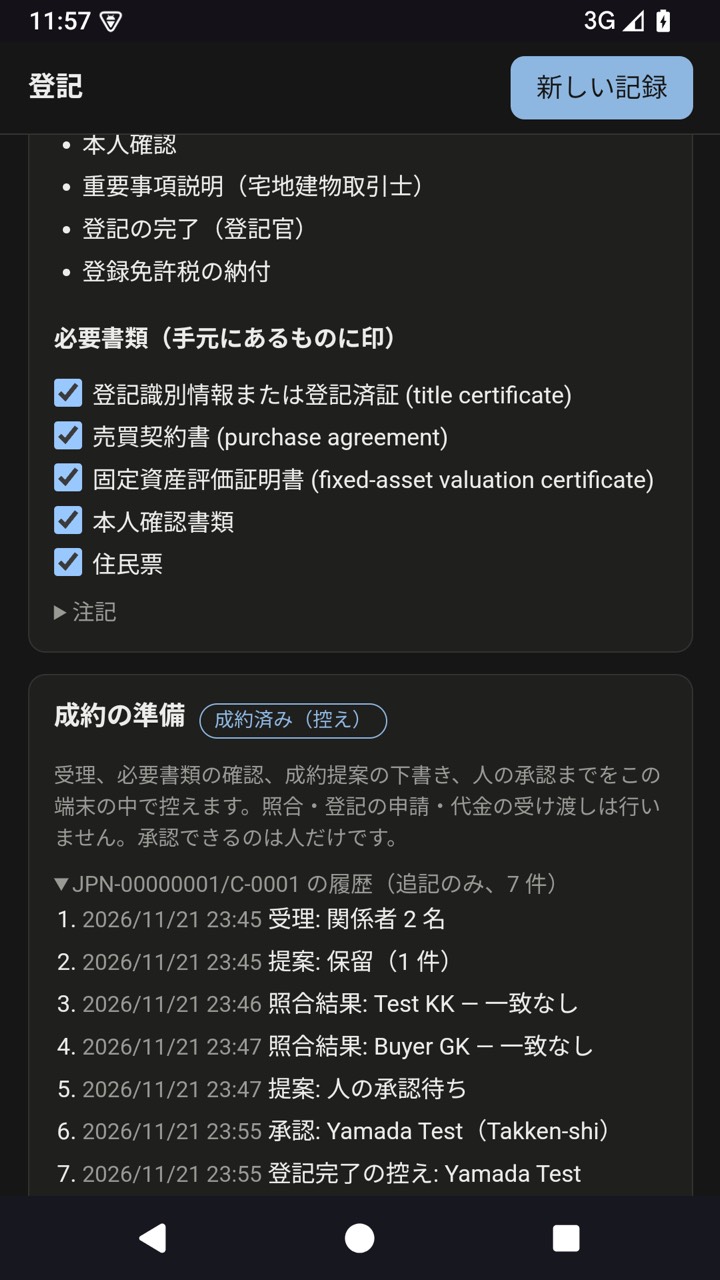 11:57
3G
登記
新しい記録
• 本人確認
• 重要事項説明（宅地建物取引士）
• 登記の完了（登記官）
• 登録免許税の納付
必要書類（手元にあるものに印）
登記識別情報または登記済証 (title certificate)
売買契約書 (purchase agreement)
固定資産評価証明書 (fixed-asset valuation certificate)
本人確認書類
住民票
▶ 注記
成約の準備 成約済み（控え）
受理、必要書類の確認、成約提案の下書き、人の承認までをこの
端末の中で控えます。照合・登記の申請・代金の受け渡しは行い
ません。承認できるのは人だけです。
▼JPN-00000001/C-0001 の履歴（追記のみ、7 件）
1. 2026/11/21 23:45 受理: 関係者 2 名
2. 2026/11/21 23:45 提案: 保留（1 件）
3. 2026/11/21 23:46 照合結果: Test KK — 一致なし
4. 2026/11/21 23:47 照合結果: Buyer GK — 一致なし
5. 2026/11/21 23:47 提案: 人の承認待ち
6. 2026/11/21 23:55 承認: Yamada Test（Takken-shi）
7. 2026/11/21 23:55 登記完了の控え: Yamada Test